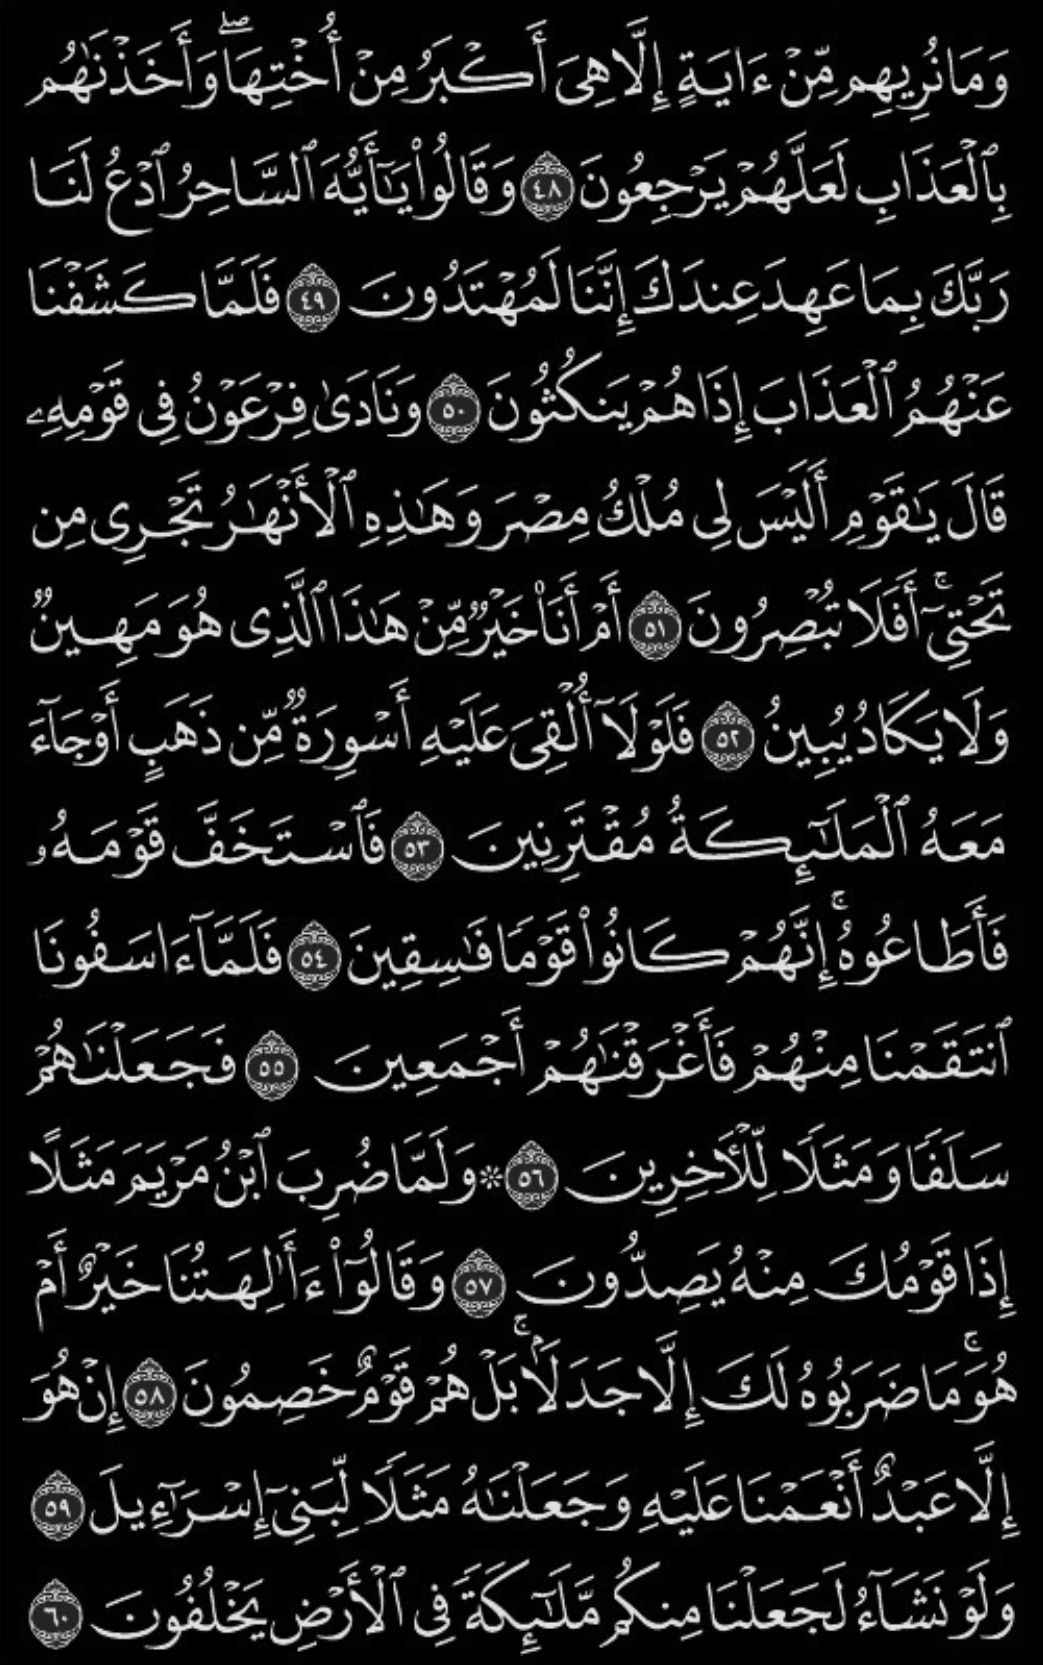 وَمَا نُرِيهِم مِّنْ ءَايَةٍ إِلَّا هِىَ أَكْبَرُ مِنْ أُخْتِهَا ۖ وَأَخَذْنَٰهُم
بِٱلْعَذَابِ لَعَلَّهُمْ يَرْجِعُونَ ٤٨ وَقَالُوا۟ يَٰٓأَيُّهَ ٱلسَّاحِرُ ٱدْعُ لَنَا
رَبَّكَ بِمَا عَهِدَ عِندَكَ إِنَّنَا لَمُهْتَدُونَ ٤٩ فَلَمَّا كَشَفْنَا
عَنْهُمُ ٱلْعَذَابَ إِذَا هُمْ يَنكُثُونَ ٥٠ وَنَادَىٰ فِرْعَوْنُ فِى قَوْمِهِۦ
قَالَ يَٰقَوْمِ أَلَيْسَ لِى مُلْكُ مِصْرَ وَهَٰذِهِ ٱلْأَنْهَٰرُ تَجْرِى مِن
تَحْتِىٓ ۚ أَفَلَا تُبْصِرُونَ ٥١ أَمْ أَنَا۠ خَيْرٌ مِّنْ هَٰذَا ٱلَّذِى هُوَ مَهِينٌ
وَلَا يَكَادُ يُبِينُ ٥٢ فَلَوْلَآ أُلْقِىَ عَلَيْهِ أَسْوِرَةٌ مِّن ذَهَبٍ أَوْ جَآءَ
مَعَهُ ٱلْمَلَٰٓئِكَةُ مُقْتَرِنِينَ ٥٣ فَٱسْتَخَفَّ قَوْمَهُۥ
فَأَطَاعُوهُ ۚ إِنَّهُمْ كَانُوا۟ قَوْمًا فَٰسِقِينَ ٥٤ فَلَمَّآ ءَاسَفُونَا
ٱنتَقَمْنَا مِنْهُمْ فَأَغْرَقْنَٰهُمْ أَجْمَعِينَ ٥٥ فَجَعَلْنَٰهُمْ
سَلَفًا وَمَثَلًا لِّلْءَاخِرِينَ ٥٦ ۞ وَلَمَّا ضُرِبَ ٱبْنُ مَرْيَمَ مَثَلًا
إِذَا قَوْمُكَ مِنْهُ يَصِدُّونَ ٥٧ وَقَالُوٓا۟ ءَأَٰلِهَتُنَا خَيْرٌ أَمْ
هُوَ ۚ مَا ضَرَبُوهُ لَكَ إِلَّا جَدَلًۢا ۚ بَلْ هُمْ قَوْمٌ خَصِمُونَ ٥٨ إِنْ هُوَ
إِلَّا عَبْدٌ أَنْعَمْنَا عَلَيْهِ وَجَعَلْنَٰهُ مَثَلًا لِّبَنِىٓ إِسْرَٰٓءِيلَ ٥٩
وَلَوْ نَشَآءُ لَجَعَلْنَا مِنكُم مَّلَٰٓئِكَةً فِى ٱلْأَرْضِ يَخْلُفُونَ ٦٠